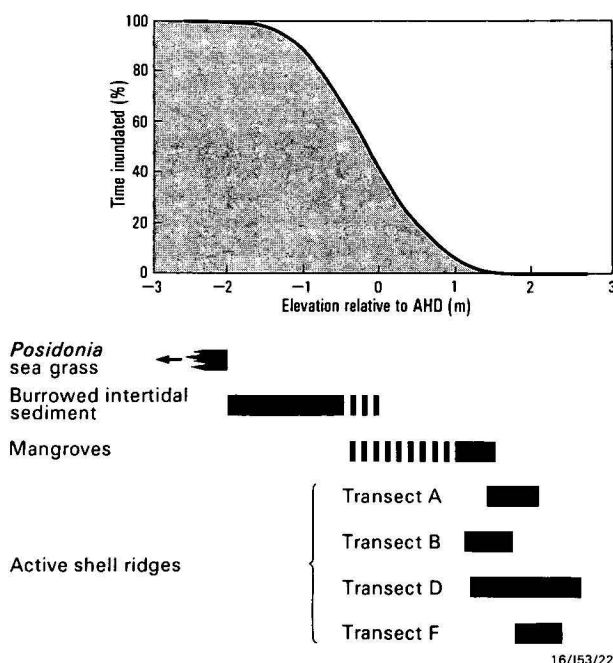 Time inundated (%)
100
80
60
40
20
0
−3
−2
−1
0
1
2
3
Elevation relative to AHD (m)
Posidonia
sea grass
Burrowed intertidal
sediment
Mangroves
Active shell ridges
Transect A
Transect B
Transect D
Transect F
16/I53/22